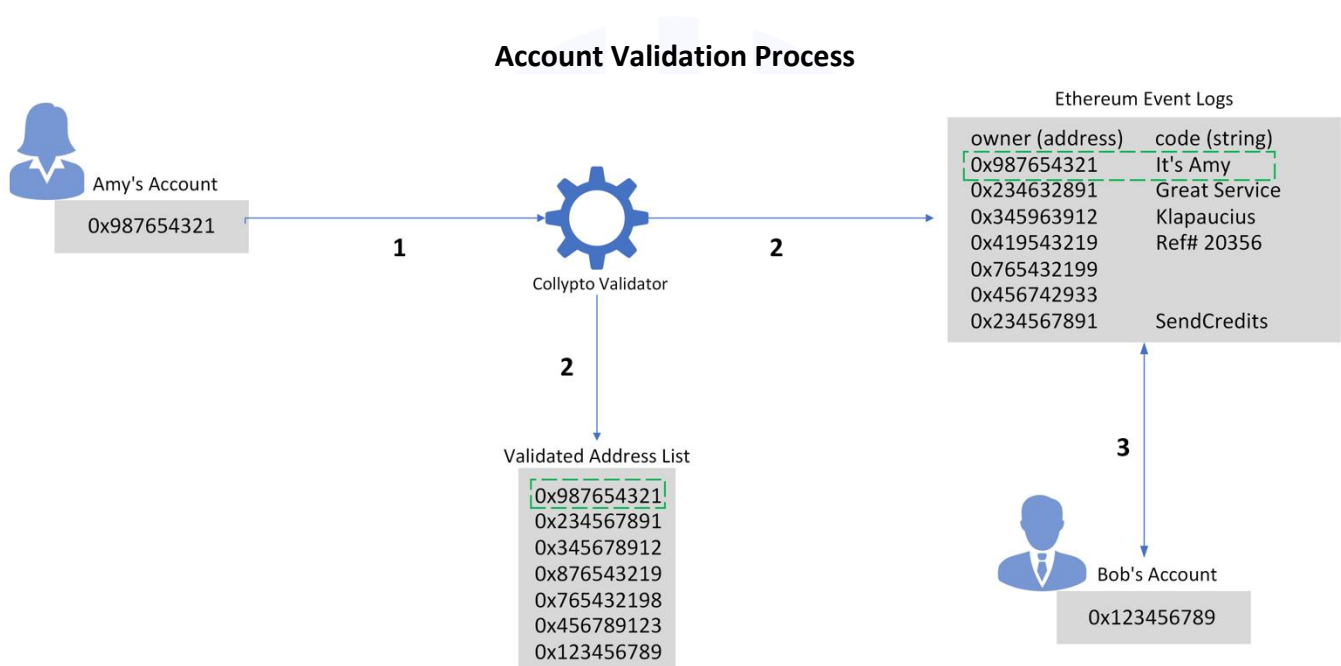 Account Validation Process
Amy's Account
0x987654321
1
Collypto Validator
2
2
Ethereum Event Logs
owner (address) code (string)
0x987654321 It's Amy
0x234632891 Great Service
0x345963912 Klapaucius
0x419543219 Ref# 20356
0x765432199
0x456742933
0x234567891 SendCredits
Validated Address List
0x987654321
0x234567891
0x345678912
0x876543219
0x765432198
0x456789123
0x123456789
3
Bob's Account
0x123456789